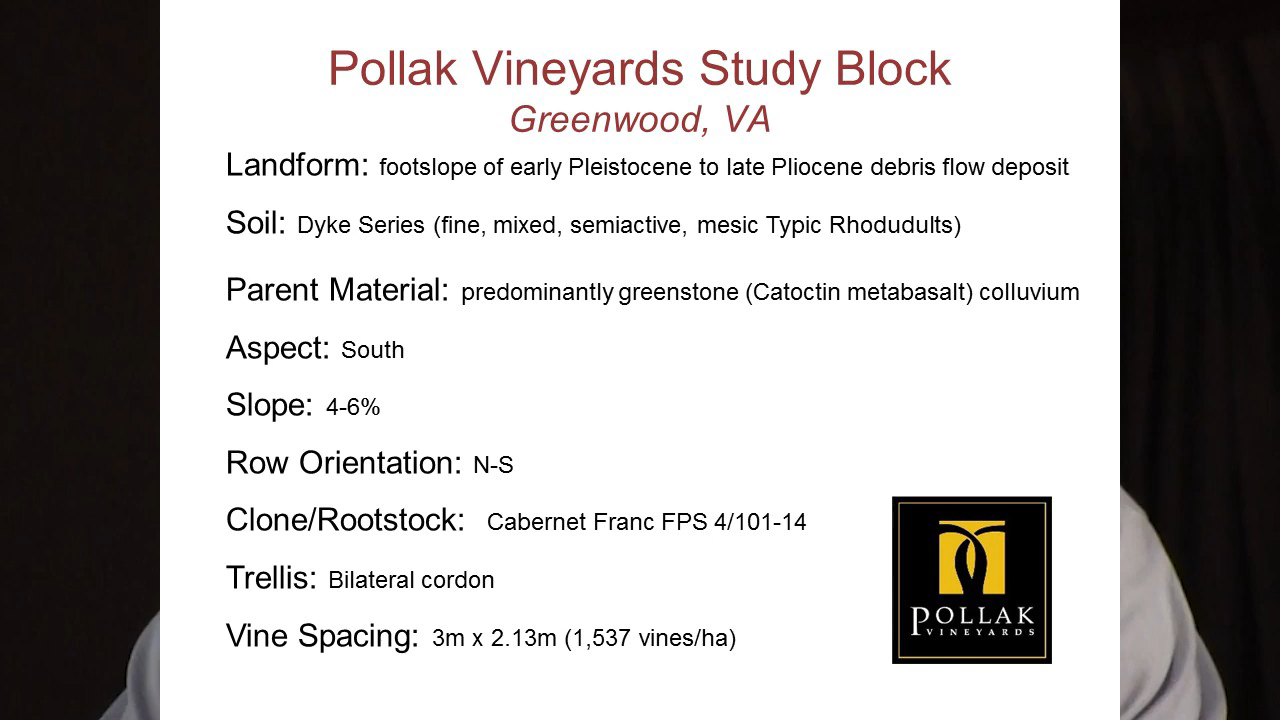 Pollak Vineyards Study Block
Greenwood, VA
Landform: footslope of early Pleistocene to late Pliocene debris flow deposit
Soil: Dyke Series (fine, mixed, semiactive, mesic Typic Rhodudults)
Parent Material: predominantly greenstone (Catoctin metabasalt) colluvium
Aspect: South
Slope: 4-6%
Row Orientation: N-S
Clone/Rootstock: Cabernet Franc FPS 4/101-14
Trellis: Bilateral cordon
Vine Spacing: 3m x 2.13m (1,537 vines/ha)
POLLAK
VINEYARDS